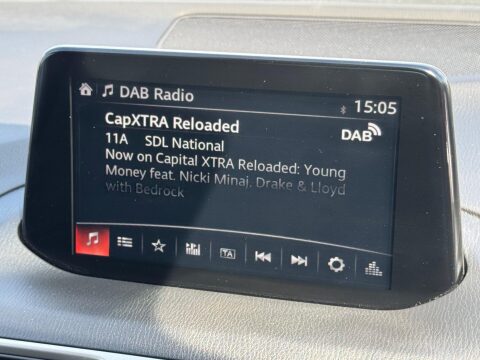 DAB Radio
15:05
CapXTRA Reloaded
DAB
11A SDL National
Now on Capital XTRA Reloaded: Young
Money feat. Nicki Minaj, Drake & Lloyd
with Bedrock
TA